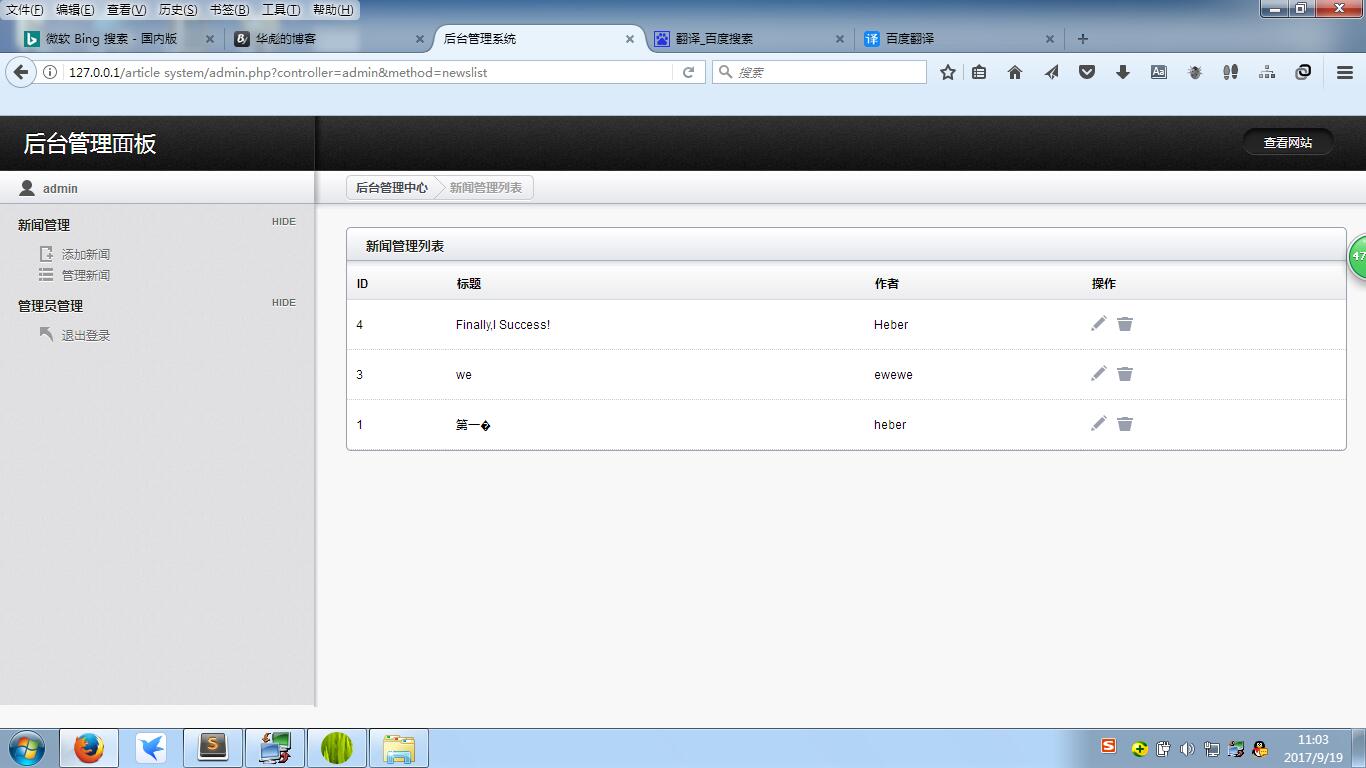 文件(F) 编辑(E) 查看(V) 历史(S) 书签(B) 工具(T) 帮助(H)
微软 Bing 搜索 - 国内版 华彪的博客 后台管理系统 翻译_百度搜索 译 百度翻译
127.0.0.1/article system/admin.php?controller=admin&method=newslist 搜索
后台管理面板 查看网站
admin 后台管理中心 新闻管理列表
新闻管理 HIDE
添加新闻
管理新闻
管理员管理 HIDE
退出登录
新闻管理列表
ID 标题 作者 操作
4 Finally,I Success! Heber
3 we ewewe
1 第一� heber
47
11:03
2017/9/19